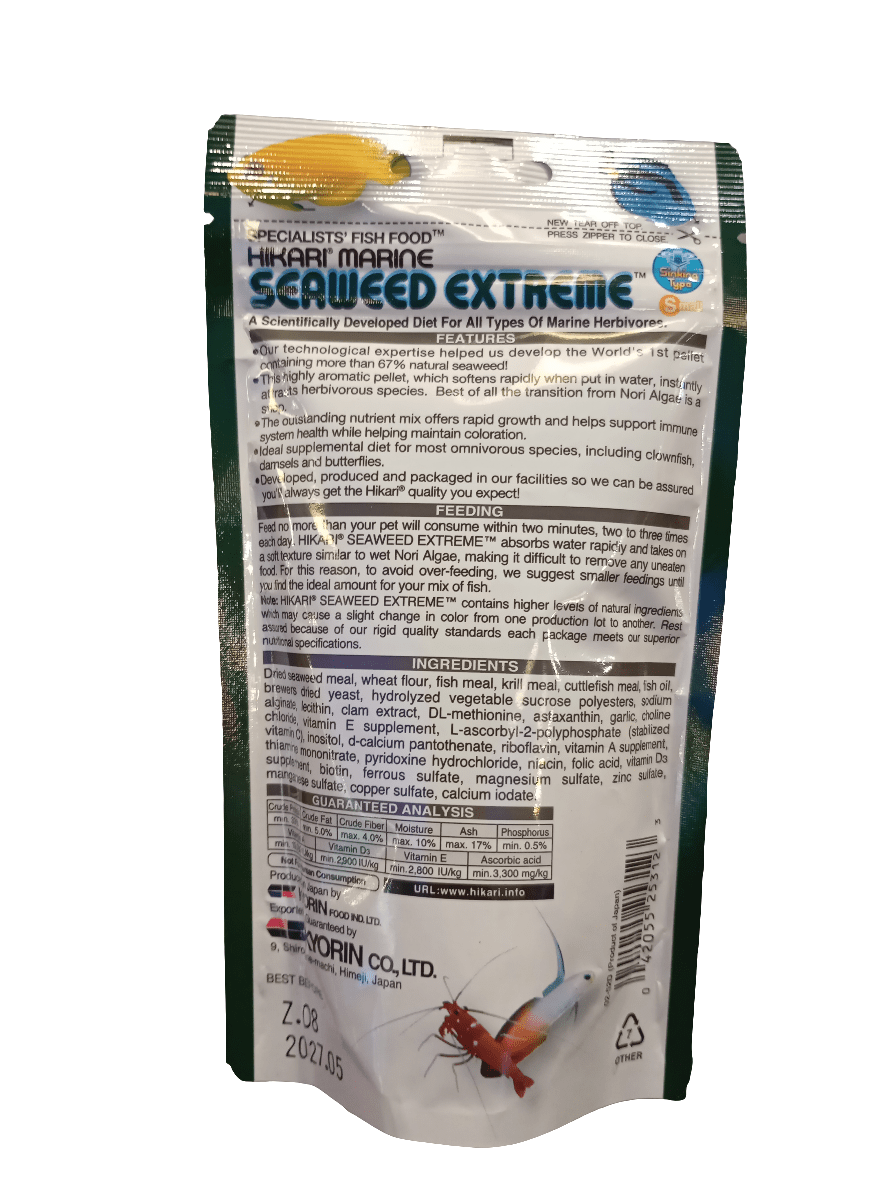 NEW TEAR OFF TOP
PRESS ZIPPER TO CLOSE
SPECIALISTS' FISH FOOD™
HIKARI® MARINE
SEAWEED EXTREME™
Sinking
Type
Small
A Scientifically Developed Diet For All Types Of Marine Herbivores.
FEATURES
•Our technological expertise helped us develop the World's 1st pellet
containing more than 67% natural seaweed!
•This highly aromatic pellet, which softens rapidly when put in water, instantly
attracts herbivorous species. Best of all the transition from Nori Algae is a
snap.
•The outstanding nutrient mix offers rapid growth and helps support immune
system health while helping maintain coloration.
•Ideal supplemental diet for most omnivorous species, including clownfish,
damsels and butterflies.
•Developed, produced and packaged in our facilities so we can be assured
you'll always get the Hikari® quality you expect!
FEEDING
Feed no more than your pet will consume within two minutes, two to three times
each day. HIKARI® SEAWEED EXTREME™ absorbs water rapidly and takes on
a soft texture similar to wet Nori Algae, making it difficult to remove any uneaten
food. For this reason, to avoid over-feeding, we suggest smaller feedings until
you find the ideal amount for your mix of fish.
Note: HIKARI® SEAWEED EXTREME™ contains higher levels of natural ingredients
which may cause a slight change in color from one production lot to another. Rest
assured because of our rigid quality standards each package meets our superior
nutritional specifications.
INGREDIENTS
Dried seaweed meal, wheat flour, fish meal, krill meal, cuttlefish meal, fish oil,
brewers dried yeast, hydrolyzed vegetable sucrose polyesters, sodium
alginate, lecithin, clam extract, DL-methionine, astaxanthin, garlic, choline
chloride, vitamin E supplement, L-ascorbyl-2-polyphosphate (stabilized
vitamin C), inositol, d-calcium pantothenate, riboflavin, vitamin A supplement,
thiamine mononitrate, pyridoxine hydrochloride, niacin, folic acid, vitamin D3
supplement, biotin, ferrous sulfate, magnesium sulfate, zinc sulfate,
manganese sulfate, copper sulfate, calcium iodate.
GUARANTEED ANALYSIS
Crude Fat Crude Fiber Moisture Ash Phosphorus
min. min. 5.0% max. 4.0% max. 10% max. 17% min. 0.5%
Vitamin D3 Vitamin E Ascorbic acid
min. 2,900 IU/kg min. 2,800 IU/kg min. 3,300 mg/kg
Not Consumption
URL:www.hikari.info
Japan by
FOOD IND. LTD.
Guaranteed by
KYORIN CO., LTD.
9, Himeji, Japan
BEST BEFORE
Z.08
2027.05
(Product of Japan)
0 42055 25312 5
7
OTHER